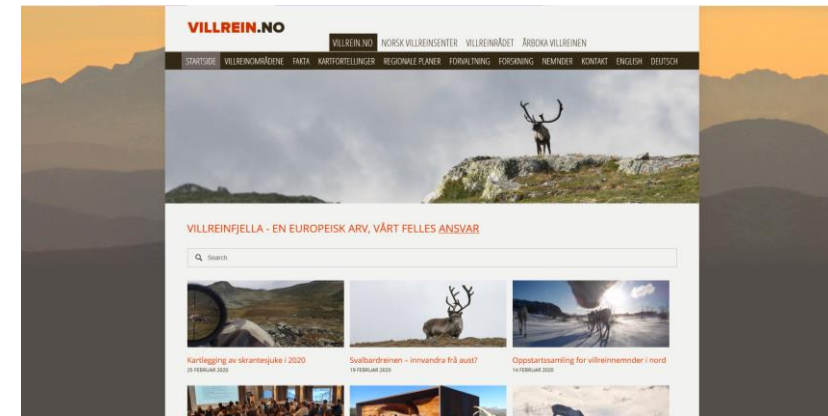 VILLREIN.NO
VILLREIN.NO NORSK VILLREINSENTER VILLREINRÅDET ÅRBOKA VILLREINEN
STARTSIDE VILLREINOMRÅDENE FAKTA KARTFORTELLINGER REGIONALE PLANER FORVALTNING FORSKNING NEMNDER KONTAKT ENGLISH DEUTSCH
VILLREINFJELLA - EN EUROPEISK ARV, VÅRT FELLES ANSVAR
Search
Kartlegging av skrantesjuke i 2020 Svalbardreinen – innvandra frå aust? Oppstartssamling for villreinnemnder i nord
25 FEBRUAR 2020 19 FEBRUAR 2020 14 FEBRUAR 2020